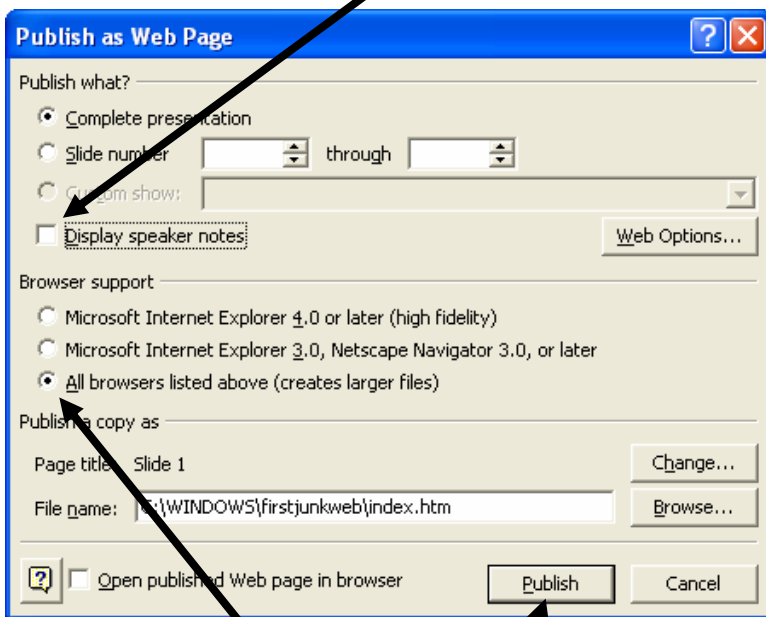 Publish as Web Page
Publish what?
Complete presentation
Slide number through
Custom show:
Display speaker notes
Web Options...
Browser support
Microsoft Internet Explorer 4.0 or later (high fidelity)
Microsoft Internet Explorer 3.0, Netscape Navigator 3.0, or later
All browsers listed above (creates larger files)
Publish a copy as
Page title: Slide 1
Change...
File name: C:\WINDOWS\firstjunkweb\index.htm
Browse...
Open published Web page in browser
Publish
Cancel